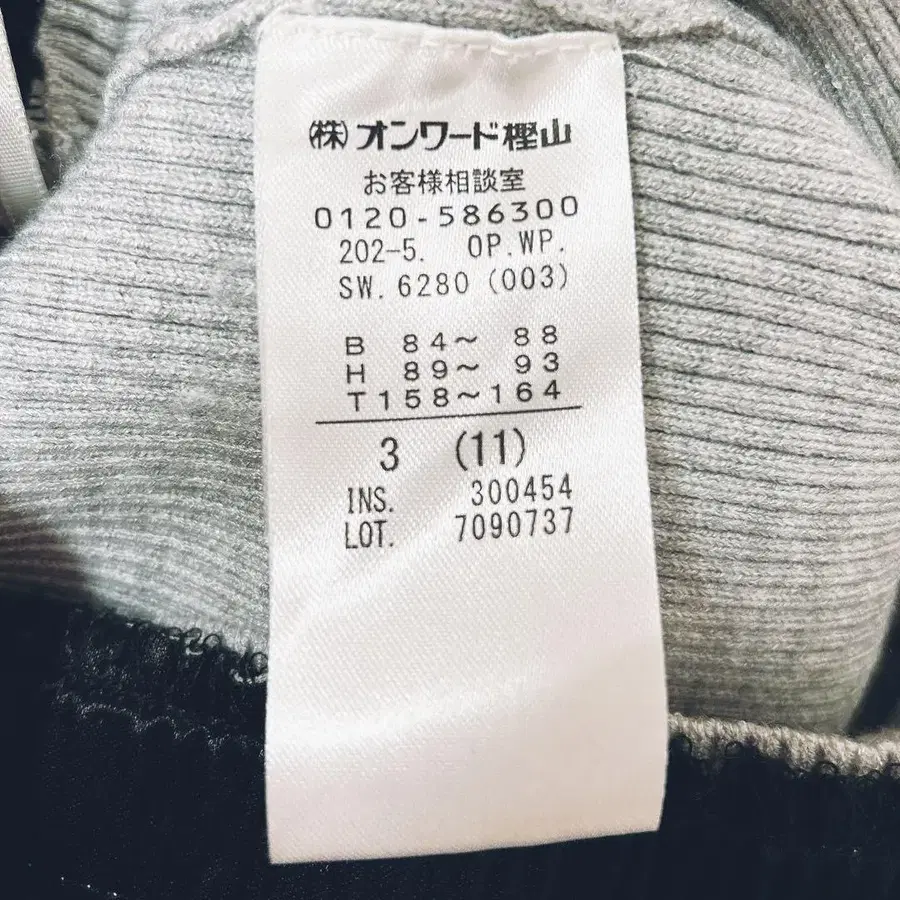 (株)オンワード樫山
お客様相談室
0120-586300
202-5. OP.WP.
SW.6280(003)
B 84〜 88
H 89〜 93
T158〜164
3 (11)
INS. 300454
LOT. 7090737